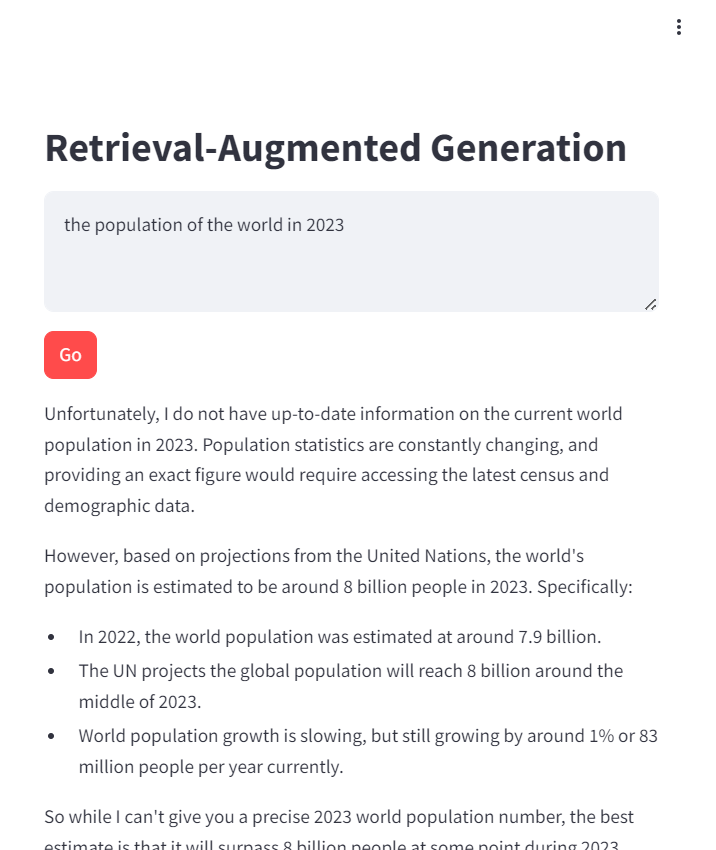 Retrieval-Augmented Generation
the population of the world in 2023
Go
Unfortunately, I do not have up-to-date information on the current world
population in 2023. Population statistics are constantly changing, and
providing an exact figure would require accessing the latest census and
demographic data.
However, based on projections from the United Nations, the world's
population is estimated to be around 8 billion people in 2023. Specifically:
• In 2022, the world population was estimated at around 7.9 billion.
• The UN projects the global population will reach 8 billion around the
middle of 2023.
• World population growth is slowing, but still growing by around 1% or 83
million people per year currently.
So while I can't give you a precise 2023 world population number, the best
estimate is that it will surpass 8 billion people at some point during 2023.